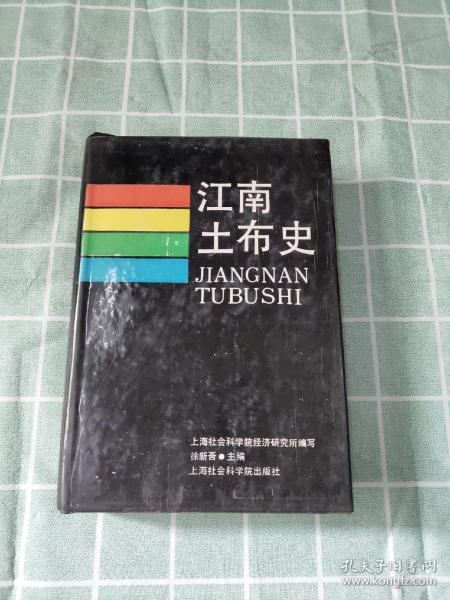 江南
土布史
JIANGNAN
TUBUSHI
上海社会科学院经济研究所编写
徐新吾●主编
上海社会科学院出版社
孔夫子旧书网
www.kongfz.com